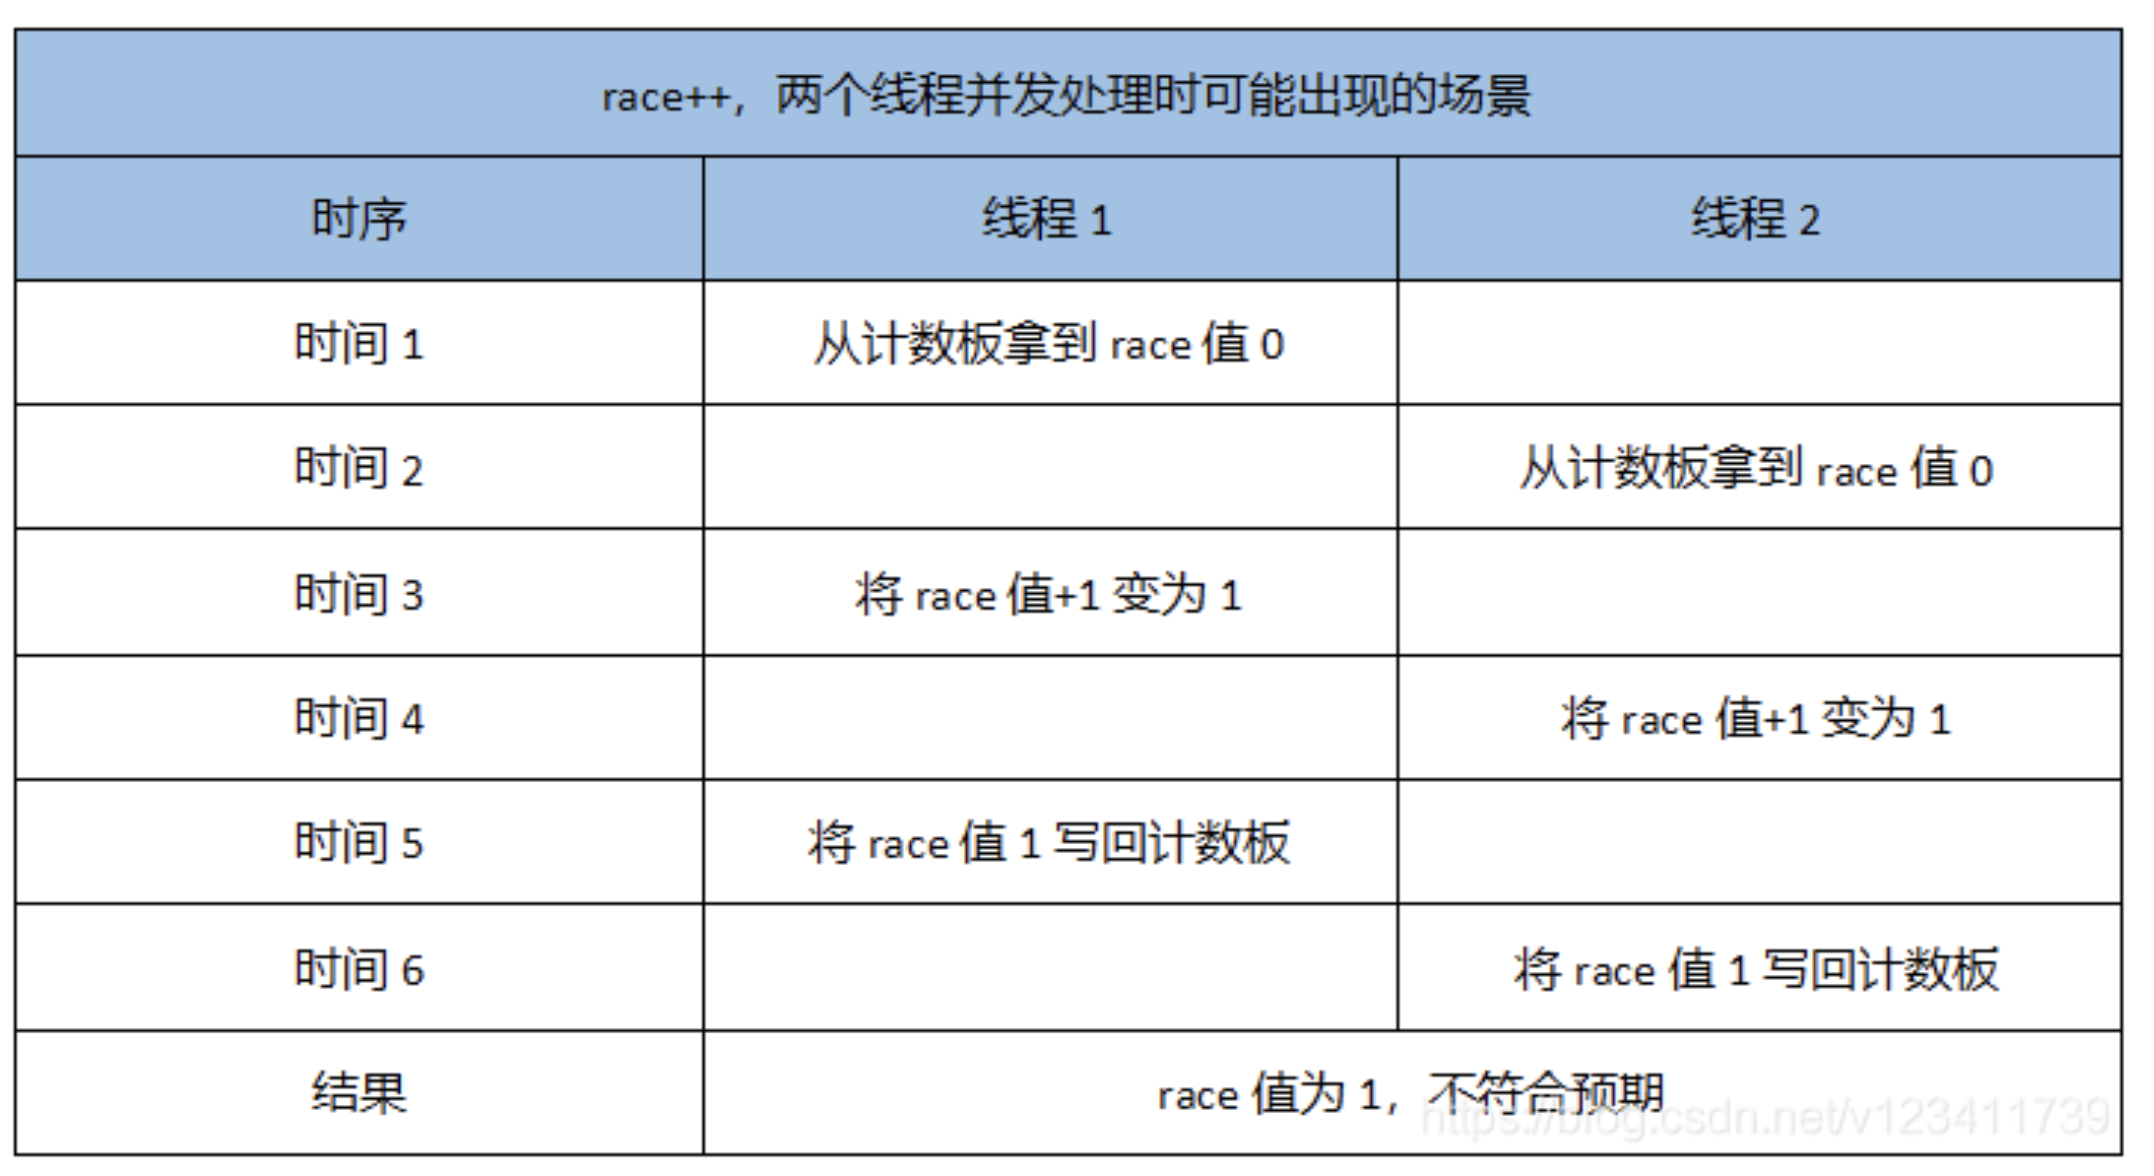 race++，两个线程并发处理时可能出现的场景
时序 线程 1 线程 2
时间 1 从计数板拿到 race 值 0
时间 2 从计数板拿到 race 值 0
时间 3 将 race 值+1 变为 1
时间 4 将 race 值+1 变为 1
时间 5 将 race 值 1 写回计数板
时间 6 将 race 值 1 写回计数板
结果 race 值为 1，不符合预期
https://blog.csdn.net/v123411739